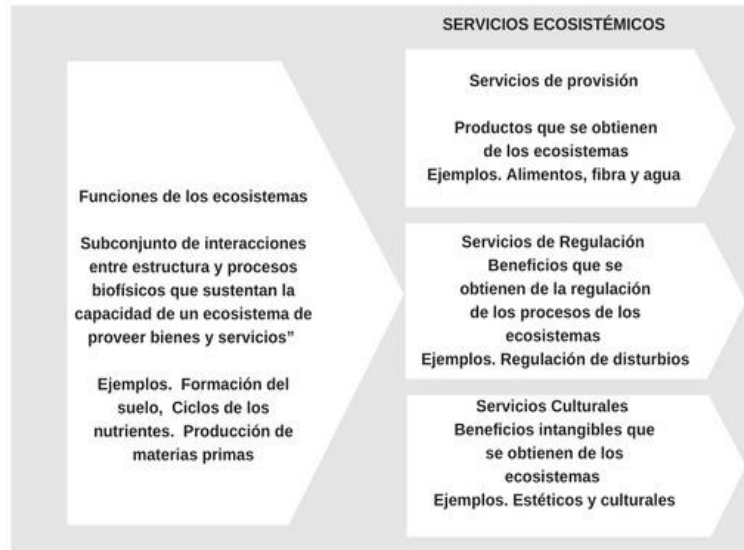 SERVICIOS ECOSISTÉMICOS
Funciones de los ecosistemas
Subconjunto de interacciones
entre estructura y procesos
biofísicos que sustentan la
capacidad de un ecosistema de
proveer bienes y servicios”
Ejemplos. Formación del
suelo, Ciclos de los
nutrientes. Producción de
materias primas
Servicios de provisión
Productos que se obtienen
de los ecosistemas
Ejemplos. Alimentos, fibra y agua
Servicios de Regulación
Beneficios que se
obtienen de la regulación
de los procesos de los
ecosistemas
Ejemplos. Regulación de disturbios
Servicios Culturales
Beneficios intangibles que
se obtienen de los
ecosistemas
Ejemplos. Estéticos y culturales